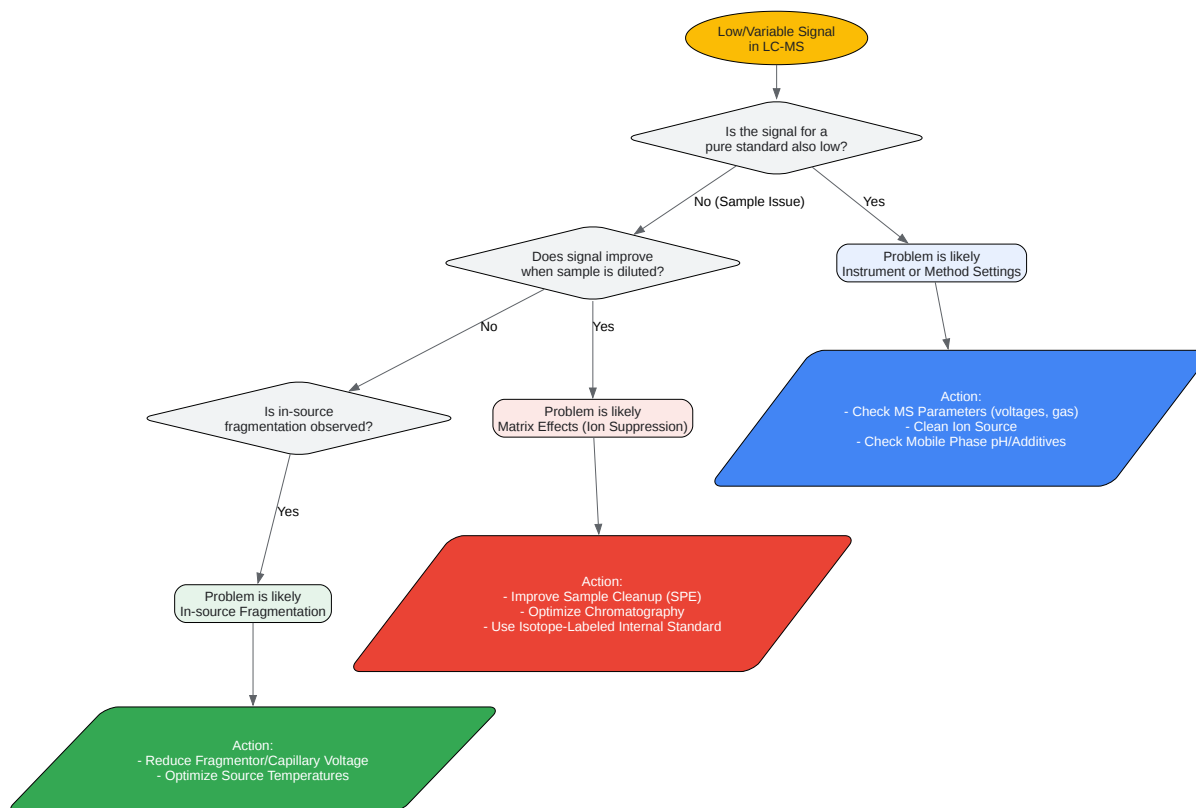 Low/Variable Signal
in LC-MS
Is the signal for a
pure standard also low?
No (Sample Issue)
Yes
Does signal improve
when sample is diluted?
Problem is likely
Instrument or Method Settings
No
Yes
Action:
- Check MS Parameters (voltages, gas)
- Clean Ion Source
- Check Mobile Phase pH/Additives
Is in-source
fragmentation observed?
Problem is likely
Matrix Effects (Ion Suppression)
Yes
Action:
- Improve Sample Cleanup (SPE)
- Optimize Chromatography
- Use Isotope-Labeled Internal Standard
Problem is likely
In-source Fragmentation
Action:
- Reduce Fragmentor/Capillary Voltage
- Optimize Source Temperatures